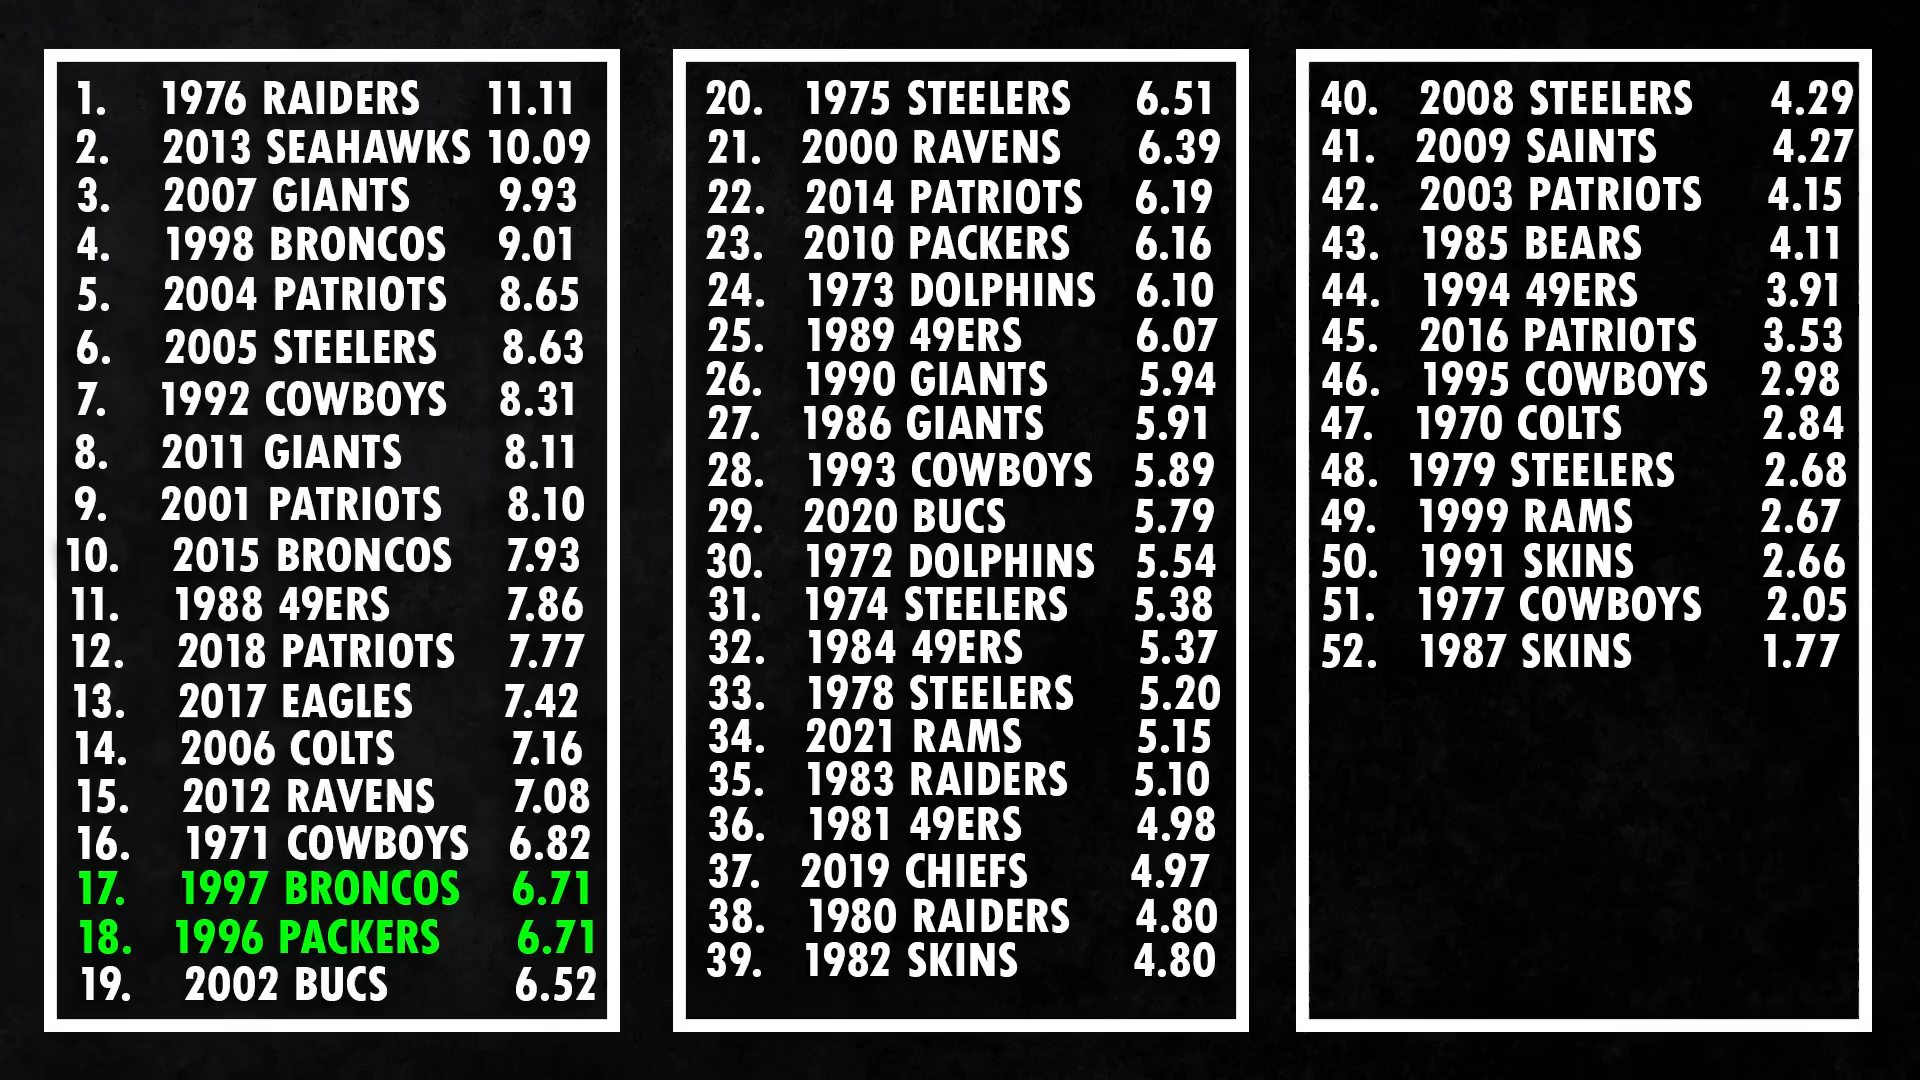 1. 1976 RAIDERS 11.11
2. 2013 SEAHAWKS 10.09
3. 2007 GIANTS 9.93
4. 1998 BRONCOS 9.01
5. 2004 PATRIOTS 8.65
6. 2005 STEELERS 8.63
7. 1992 COWBOYS 8.31
8. 2011 GIANTS 8.11
9. 2001 PATRIOTS 8.10
10. 2015 BRONCOS 7.93
11. 1988 49ERS 7.86
12. 2018 PATRIOTS 7.77
13. 2017 EAGLES 7.42
14. 2006 COLTS 7.16
15. 2012 RAVENS 7.08
16. 1971 COWBOYS 6.82
17. 1997 BRONCOS 6.71
18. 1996 PACKERS 6.71
19. 2002 BUCS 6.52
20. 1975 STEELERS 6.51
21. 2000 RAVENS 6.39
22. 2014 PATRIOTS 6.19
23. 2010 PACKERS 6.16
24. 1973 DOLPHINS 6.10
25. 1989 49ERS 6.07
26. 1990 GIANTS 5.94
27. 1986 GIANTS 5.91
28. 1993 COWBOYS 5.89
29. 2020 BUCS 5.79
30. 1972 DOLPHINS 5.54
31. 1974 STEELERS 5.38
32. 1984 49ERS 5.37
33. 1978 STEELERS 5.20
34. 2021 RAMS 5.15
35. 1983 RAIDERS 5.10
36. 1981 49ERS 4.98
37. 2019 CHIEFS 4.97
38. 1980 RAIDERS 4.80
39. 1982 SKINS 4.80
40. 2008 STEELERS 4.29
41. 2009 SAINTS 4.27
42. 2003 PATRIOTS 4.15
43. 1985 BEARS 4.11
44. 1994 49ERS 3.91
45. 2016 PATRIOTS 3.53
46. 1995 COWBOYS 2.98
47. 1970 COLTS 2.84
48. 1979 STEELERS 2.68
49. 1999 RAMS 2.67
50. 1991 SKINS 2.66
51. 1977 COWBOYS 2.05
52. 1987 SKINS 1.77